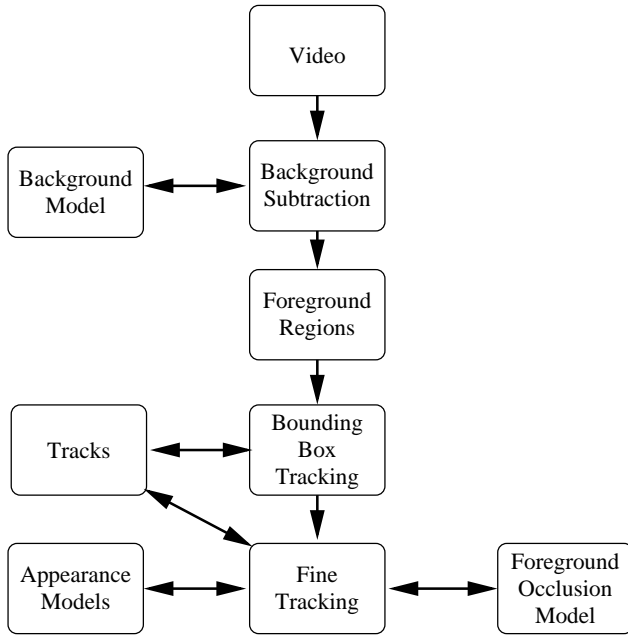 Video
Background
Model
Background
Subtraction
Foreground
Regions
Tracks
Bounding
Box
Tracking
Appearance
Models
Fine
Tracking
Foreground
Occlusion
Model